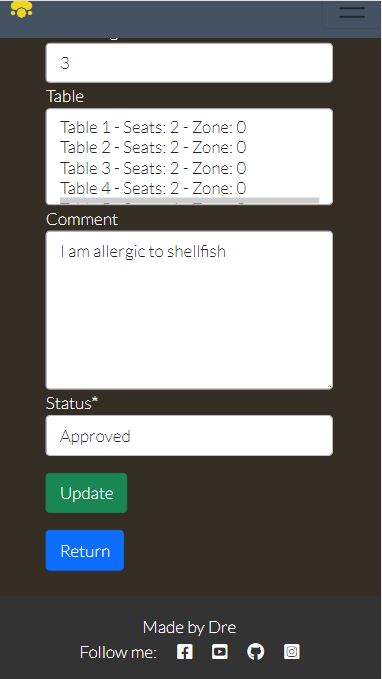 3
Table
Table 1 - Seats: 2 - Zone: 0
Table 2 - Seats: 2 - Zone: 0
Table 3 - Seats: 2 - Zone: 0
Table 4 - Seats: 2 - Zone: 0
Comment
I am allergic to shellfish
Status*
Approved
Update
Return
Made by Dre
Follow me: